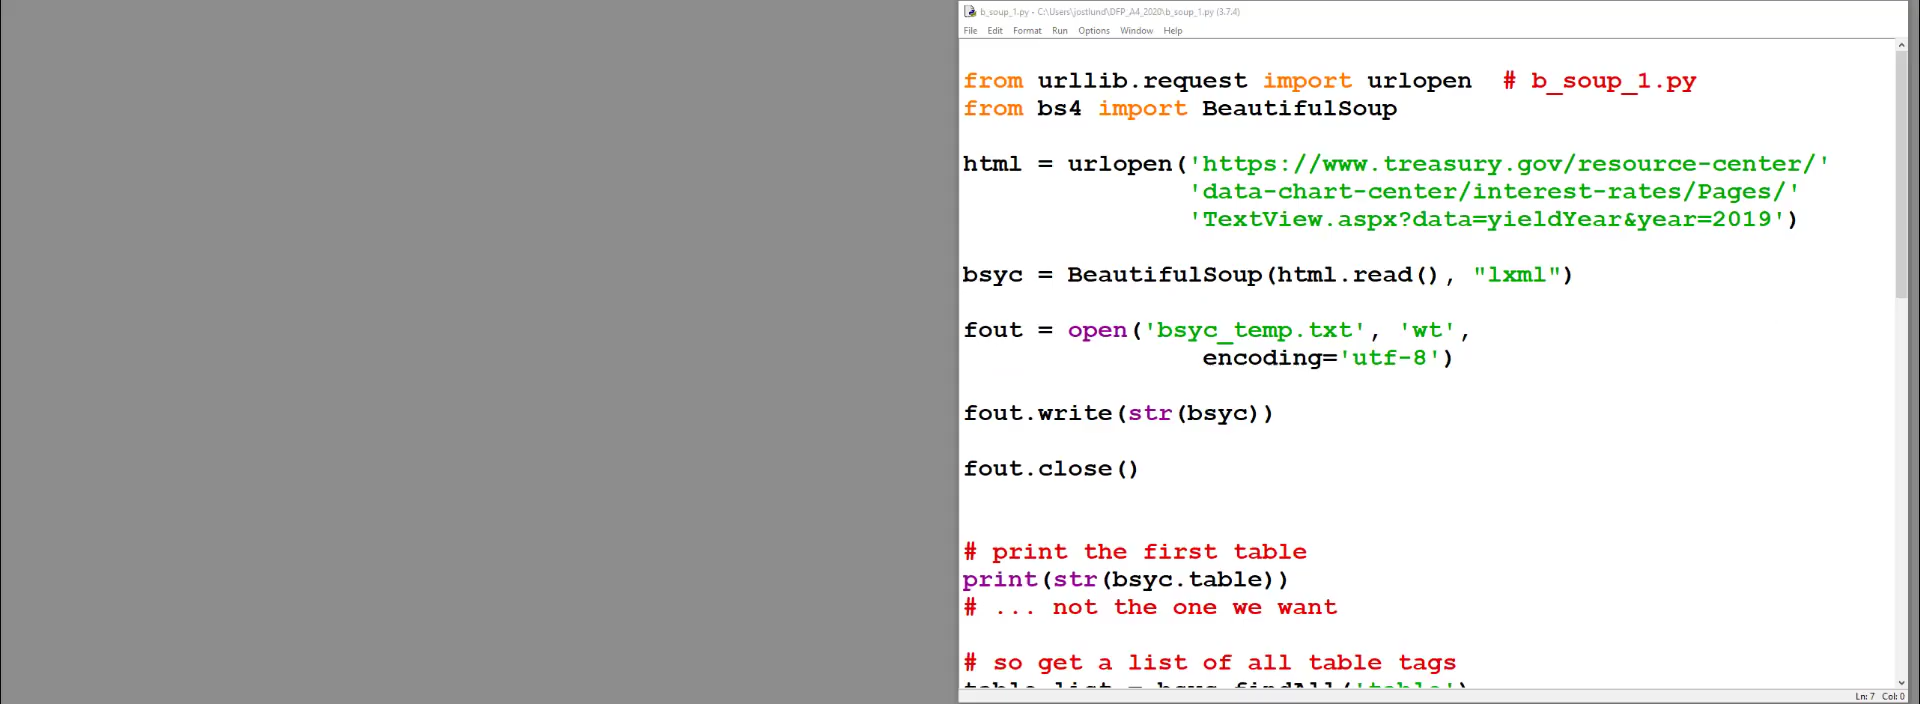 b_soup_1.py - C:\Users\jostlund\DFP_A4_2020\b_soup_1.py (3.7.4)
File Edit Format Run Options Window Help
from urllib.request import urlopen  # b_soup_1.py
from bs4 import BeautifulSoup
html = urlopen('https://www.treasury.gov/resource-center/'
'data-chart-center/interest-rates/Pages/'
'TextView.aspx?data=yieldYear&year=2019')
bsyc = BeautifulSoup(html.read(), "lxml")
fout = open('bsyc_temp.txt', 'wt',
encoding='utf-8')
fout.write(str(bsyc))
fout.close()
# print the first table
print(str(bsyc.table))
# ... not the one we want
# so get a list of all table tags
table_list = bsyc.findAll('table')
Ln: 7 Col: 0